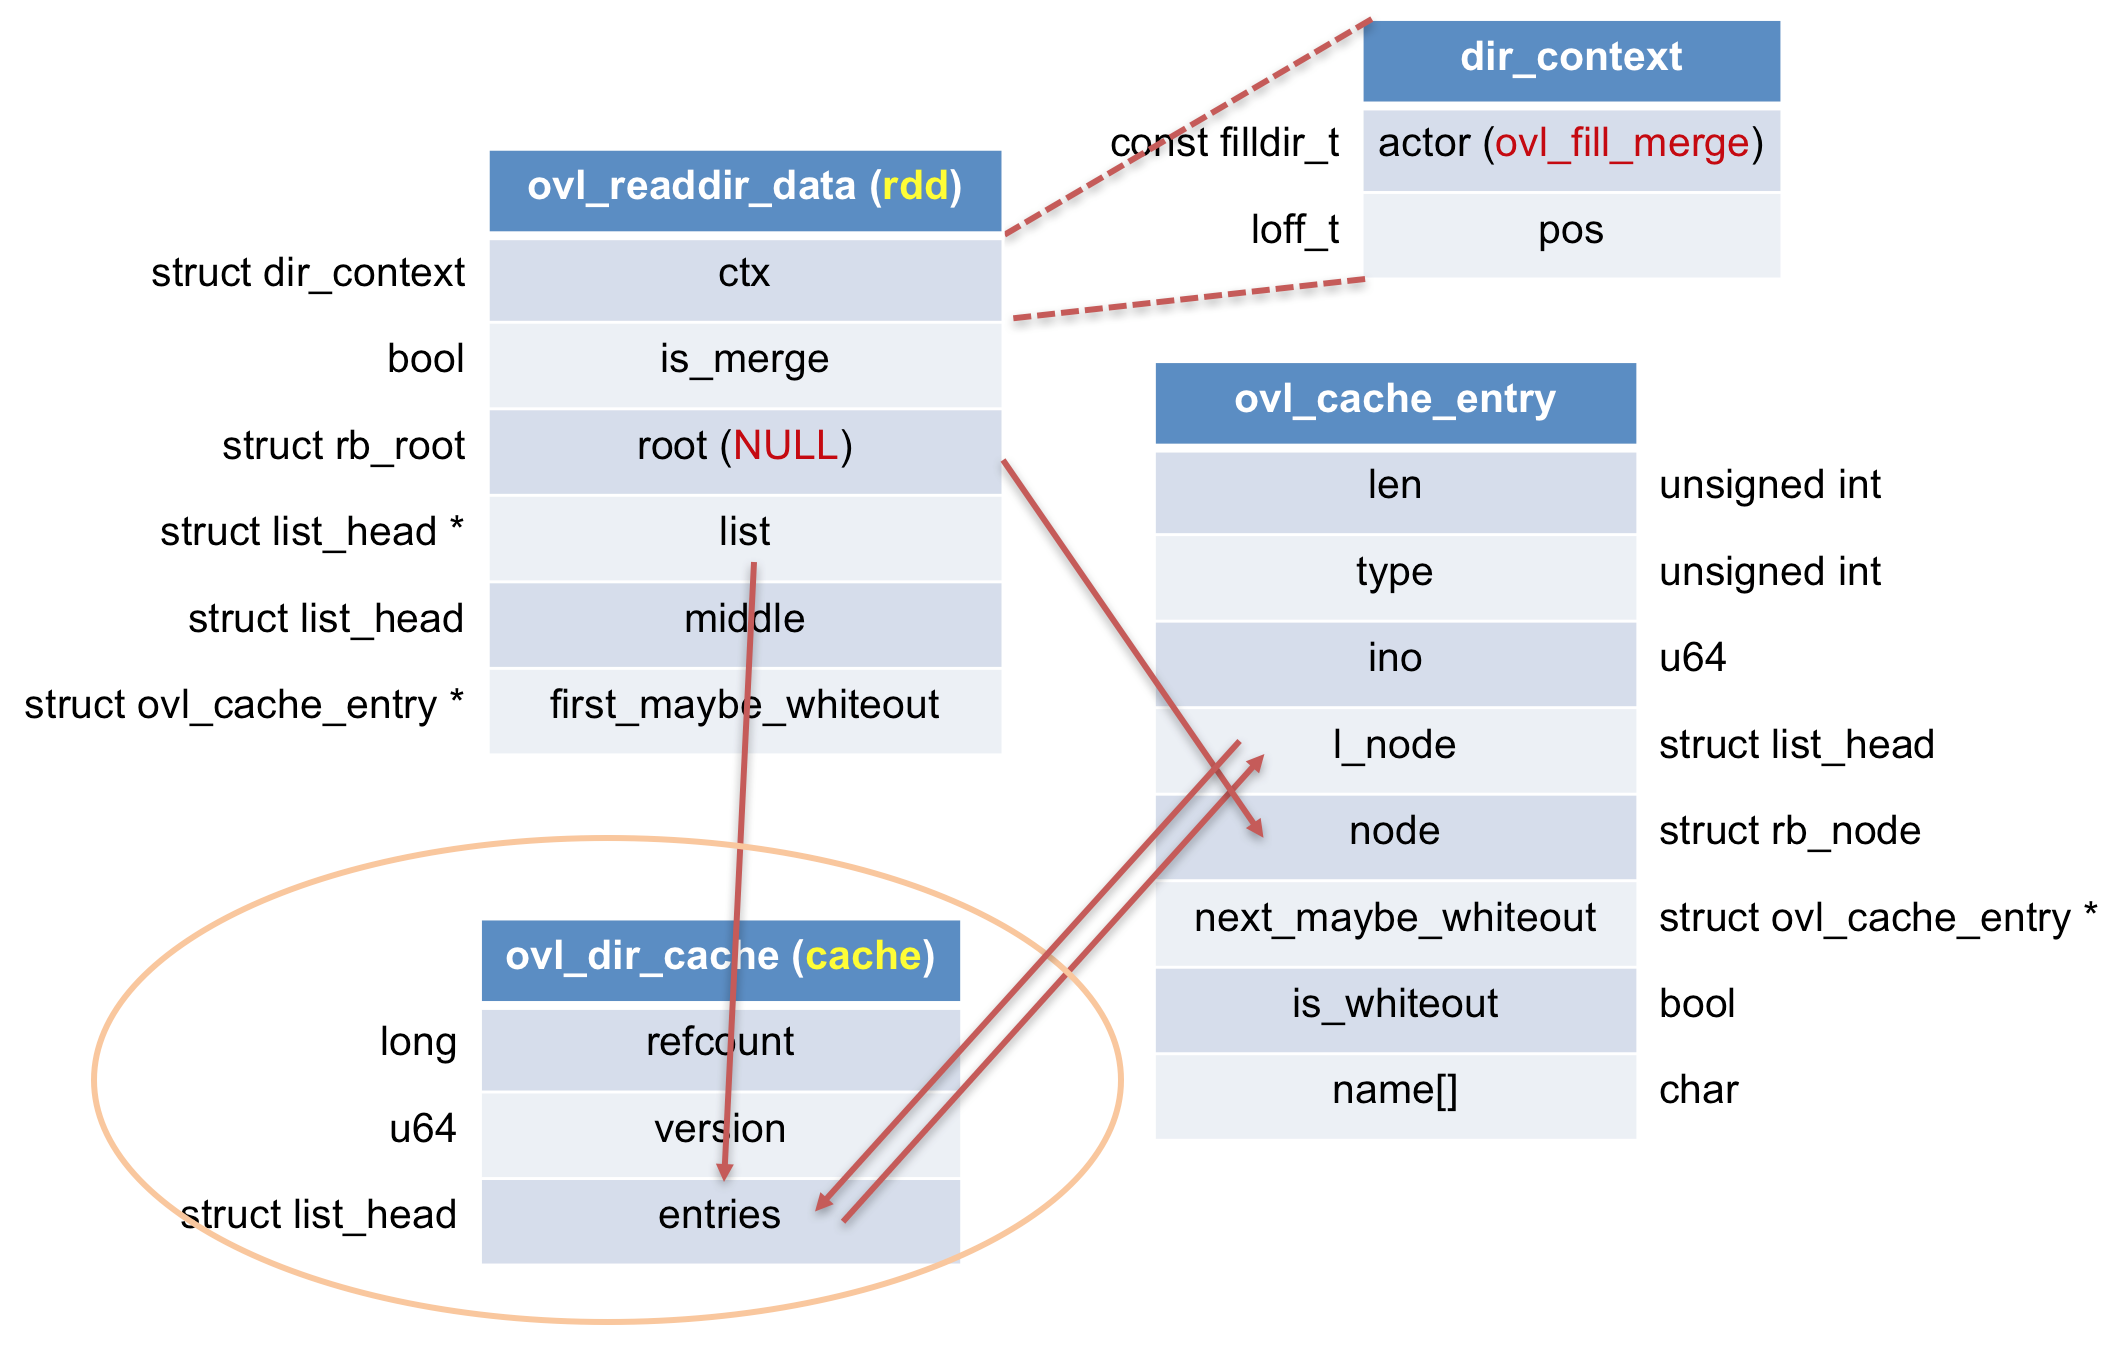 dir_context
const filldir_t actor (ovl_fill_merge)
loff_t pos
ovl_readdir_data (rdd)
struct dir_context ctx
bool is_merge
struct rb_root root (NULL)
struct list_head * list
struct list_head middle
struct ovl_cache_entry * first_maybe_whiteout
ovl_cache_entry
len unsigned int
type unsigned int
ino u64
l_node struct list_head
node struct rb_node
next_maybe_whiteout struct ovl_cache_entry *
is_whiteout bool
name[] char
ovl_dir_cache (cache)
long refcount
u64 version
struct list_head entries